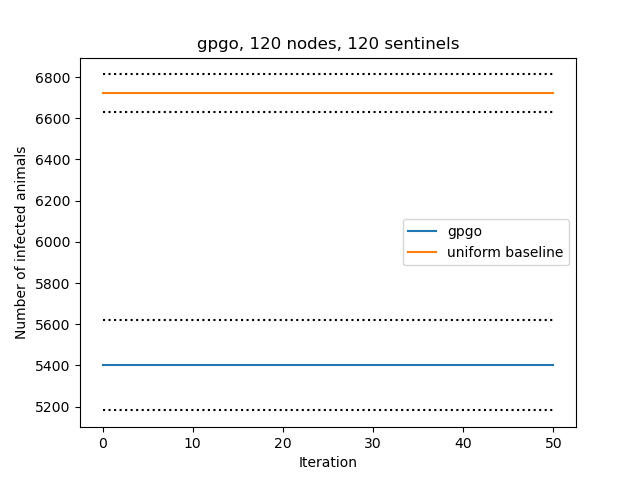 gpgo, 120 nodes, 120 sentinels
Number of infected animals
6800
6600
6400
6200
6000
5800
5600
5400
5200
gpgo
uniform baseline
0 10 20 30 40 50
Iteration